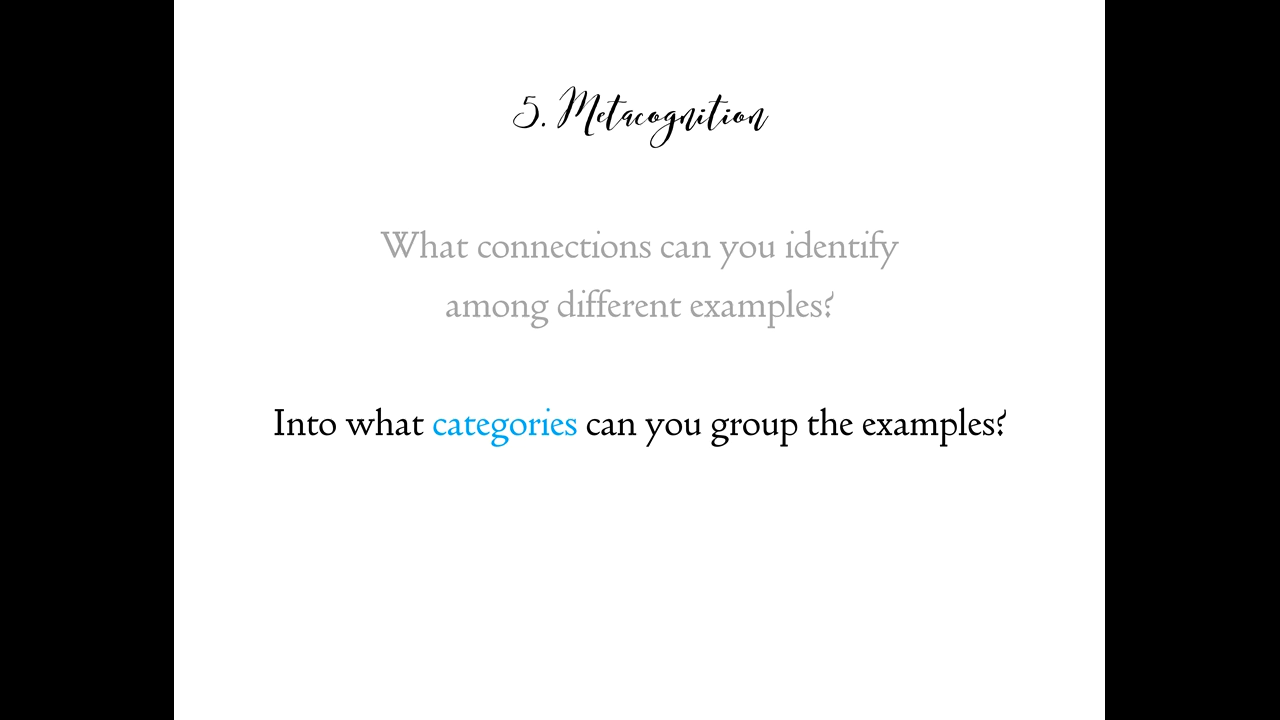 5. Metacognition
What connections can you identify
among different examples?
Into what categories can you group the examples?